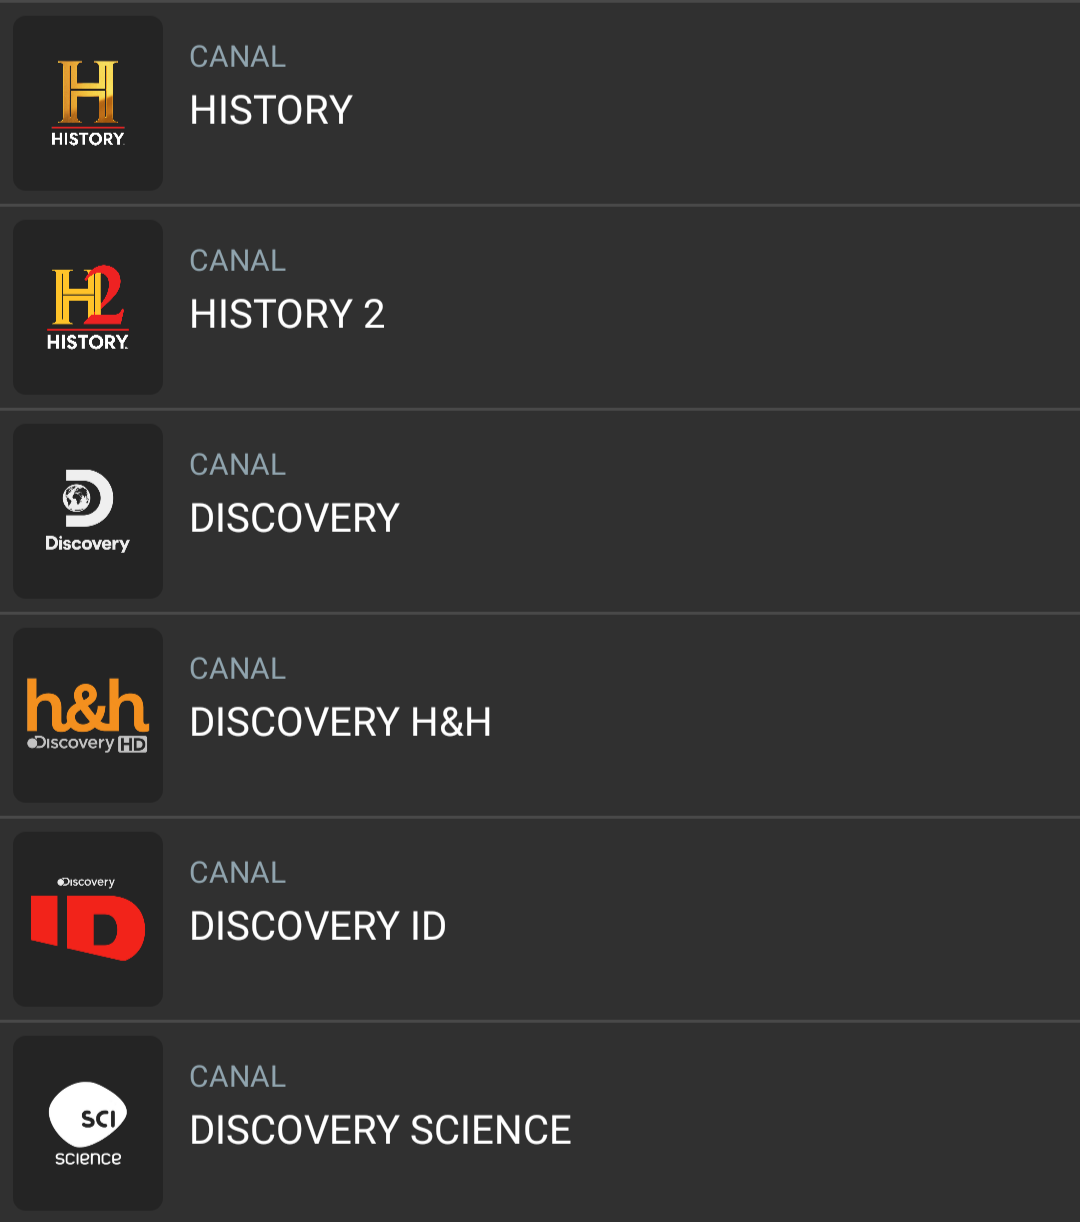 H
HISTORY
CANAL
HISTORY
H2
HISTORY
CANAL
HISTORY 2
D
Discovery
CANAL
DISCOVERY
h&h
Discovery HD
CANAL
DISCOVERY H&H
Discovery
ID
CANAL
DISCOVERY ID
SCI
science
CANAL
DISCOVERY SCIENCE